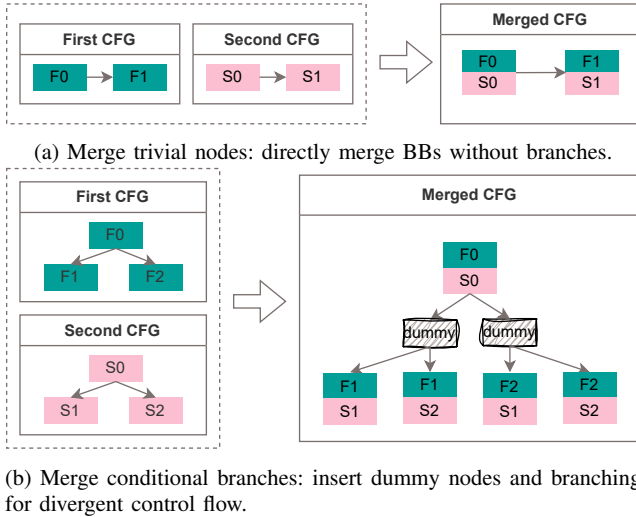 First CFG
Second CFG
Merged CFG
F0
F1
S0
S1
F0
S0
F1
S1
(a) Merge trivial nodes: directly merge BBs without branches.
First CFG
F0
F1
F2
Second CFG
S0
S1
S2
Merged CFG
F0
S0
dummy
dummy
F1
S1
F1
S2
F2
S1
F2
S2
(b) Merge conditional branches: insert dummy nodes and branching
for divergent control flow.